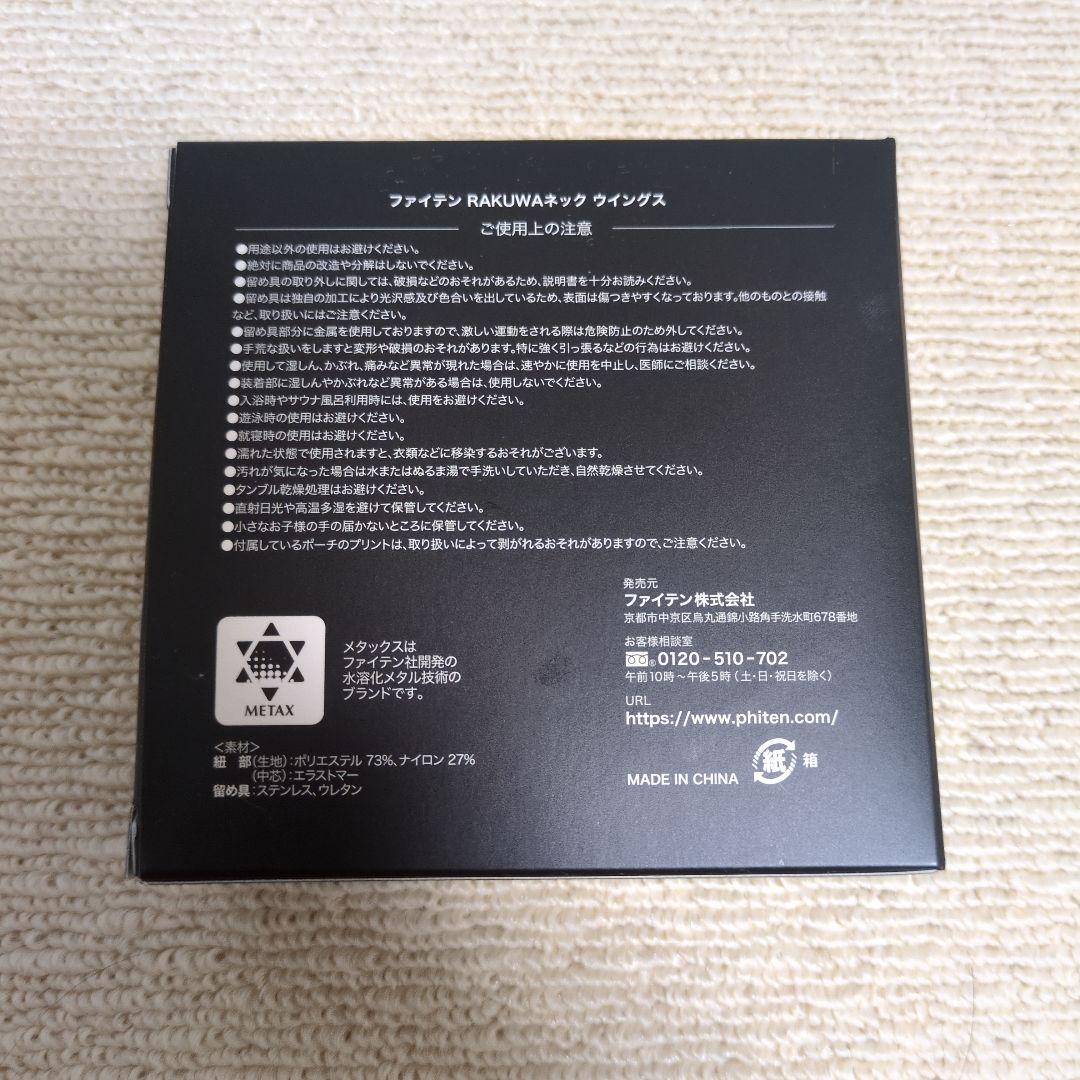 ファイテン RAKUWAネック ウイングス
ご使用上の注意
●用途以外の使用はお避けください。
●絶対に商品の改造や分解はしないでください。
●留め具の取り外しに関しては、破損などのおそれがあるため、説明書を十分お読みください。
●留め具は独自の加工により光沢感及び色合いを出しているため、表面は傷つきやすくなっております。他のものとの接触
など、取り扱いにはご注意ください。
●留め具部分に金属を使用しておりますので、激しい運動をされる際は危険防止のため外してください。
●手荒な扱いをしますと変形や破損のおそれがあります。特に強く引っ張るなどの行為はお避けください。
●使用して湿しん、かぶれ、痛みなど異常が現れた場合は、速やかに使用を中止し、医師にご相談ください。
●装着部に湿しんやかぶれなど異常がある場合は、使用しないでください。
●入浴時やサウナ風呂利用時には、使用をお避けください。
●遊泳時の使用はお避けください。
●就寝時の使用はお避けください。
●濡れた状態で使用されますと、衣類などに移染するおそれがございます。
●汚れが気になった場合は水またはぬるま湯で手洗いしていただき、自然乾燥させてください。
●タンブル乾燥処理はお避けください。
●直射日光や高温多湿を避けて保管してください。
●小さなお子様の手の届かないところに保管してください。
●付属しているポーチのプリントは、取り扱いによって剥がれるおそれがありますので、ご注意ください。
発売元
ファイテン株式会社
京都市中京区烏丸通錦小路角手洗水町678番地
お客様相談室
0120-510-702
午前10時~午後5時(土・日・祝日を除く)
URL
https://www.phiten.com/
MADE IN CHINA
紙 箱
METAX
メタックスは
ファイテン社開発の
水溶化メタル技術の
ブランドです。
<素材>
紐 部(生地):ポリエステル 73%、ナイロン 27%
(中芯):エラストマー
留め具:ステンレス、ウレタン